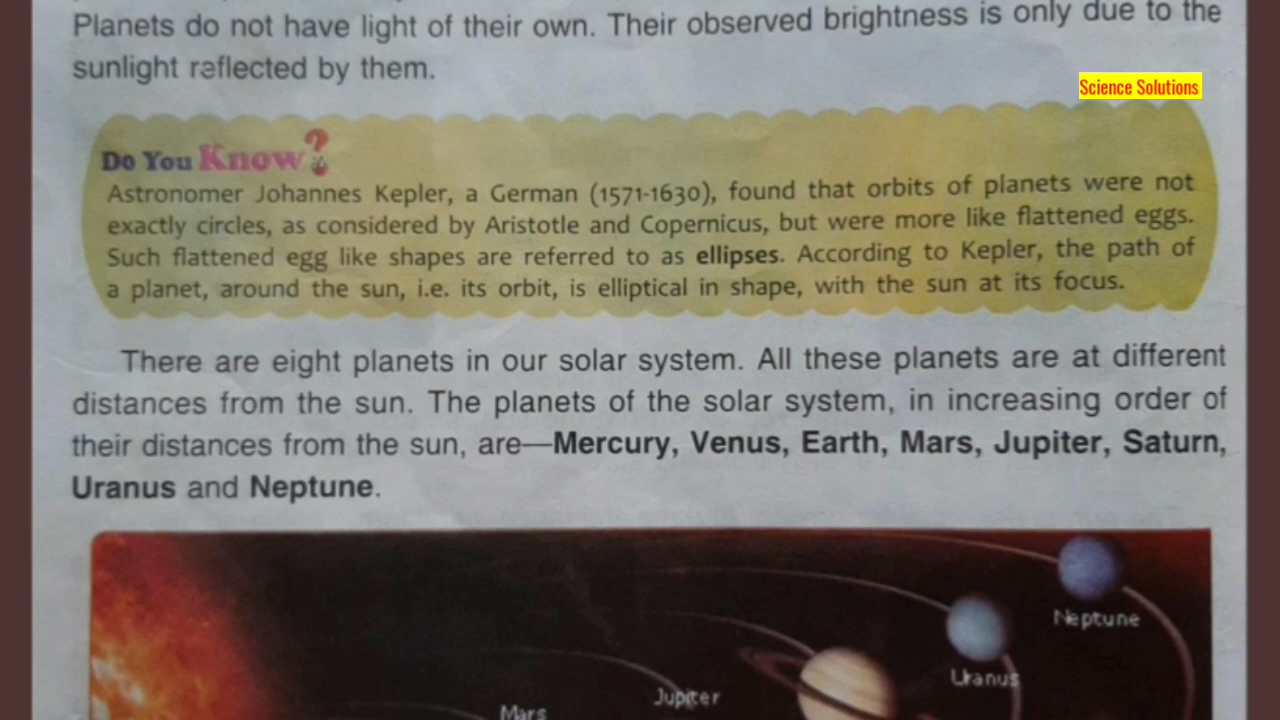 Planets do not have light of their own. Their observed brightness is only due to the
sunlight reflected by them.
Science Solutions
Do You Know?
Astronomer Johannes Kepler, a German (1571-1630), found that orbits of planets were not
exactly circles, as considered by Aristotle and Copernicus, but were more like flattened eggs.
Such flattened egg like shapes are referred to as ellipses. According to Kepler, the path of
a planet, around the sun, i.e. its orbit, is elliptical in shape, with the sun at its focus.
There are eight planets in our solar system. All these planets are at different
distances from the sun. The planets of the solar system, in increasing order of
their distances from the sun, are—Mercury, Venus, Earth, Mars, Jupiter, Saturn,
Uranus and Neptune.
Neptune
Uranus
Jupiter
Mars